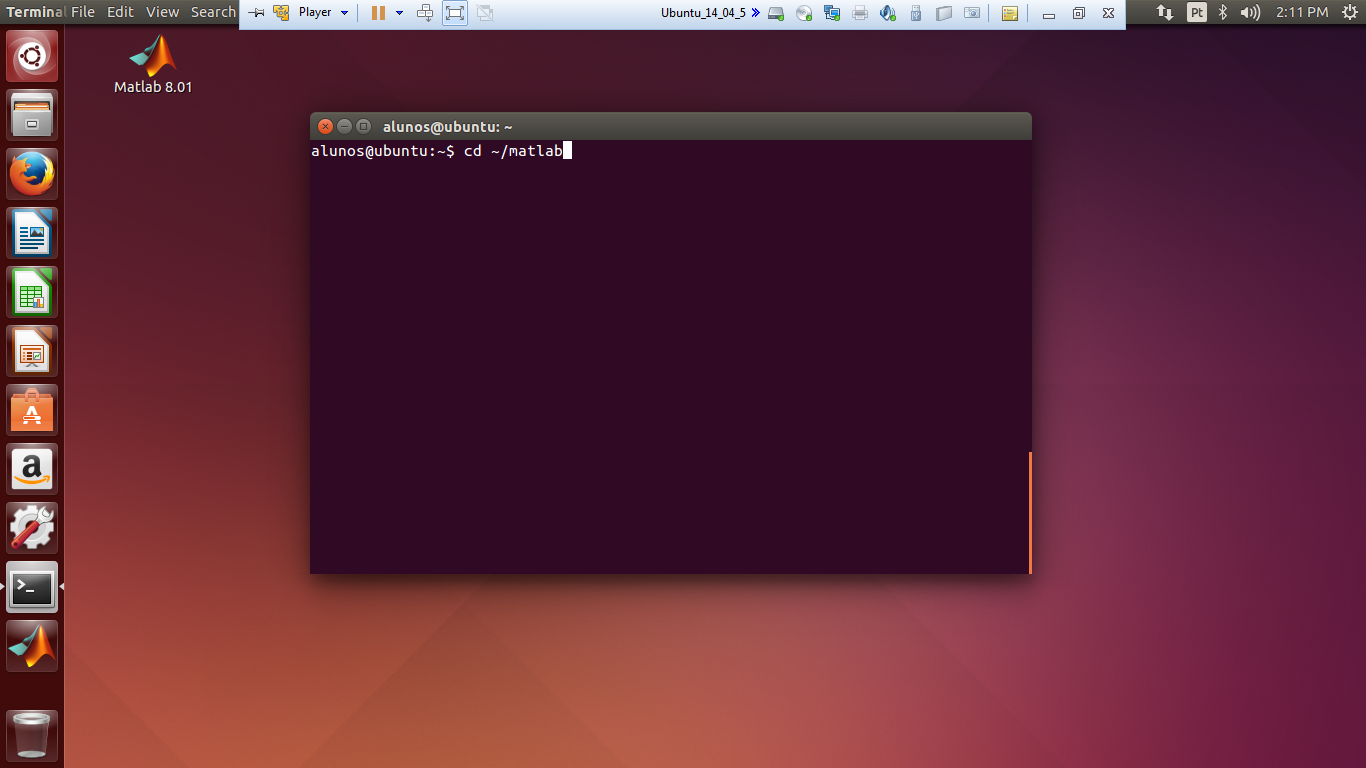 Terminal File Edit View Search
Player
Ubuntu_14_04_5
Pt
2:11 PM
Matlab 8.01
alunos@ubuntu: ~
alunos@ubuntu:~$ cd ~/matlab